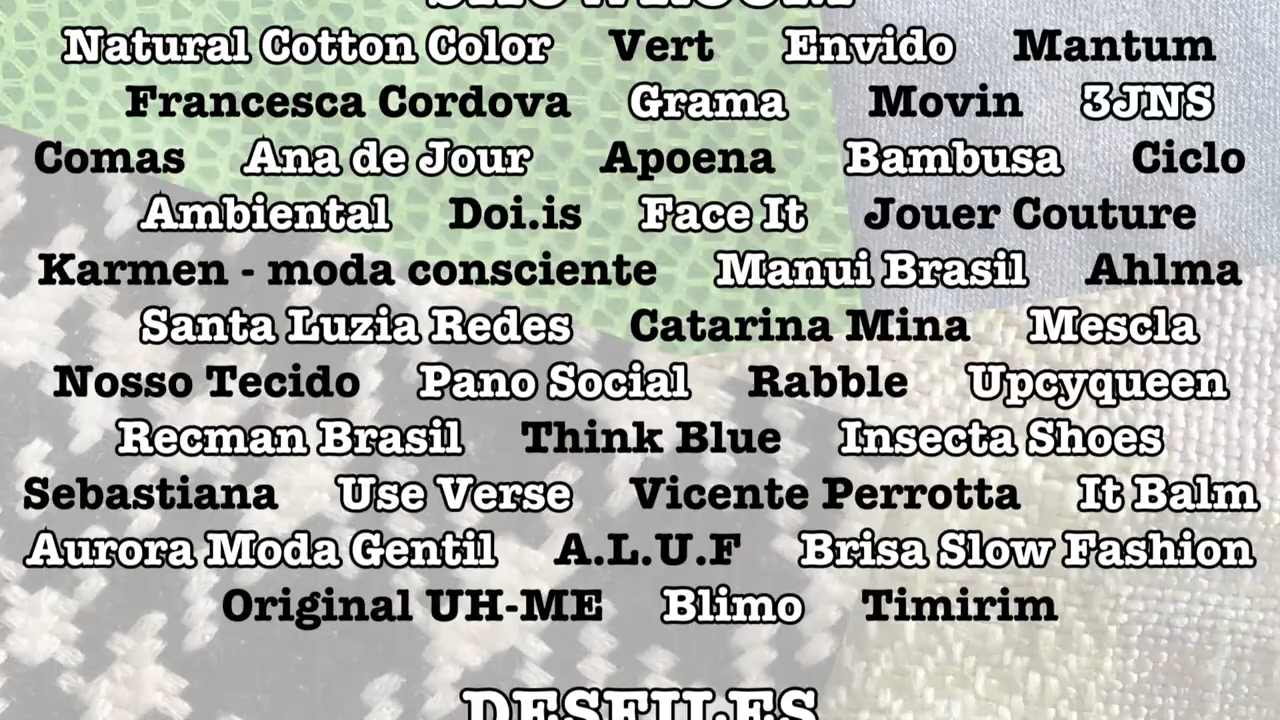 SHOWROOM
Natural Cotton Color Vert Envido Mantum
Francesca Cordova Grama Movin 3JNS
Comas Ana de Jour Apoena Bambusa Ciclo
Ambiental Doi.is Face It Jouer Couture
Karmen - moda consciente Manui Brasil Ahlma
Santa Luzia Redes Catarina Mina Mescla
Nosso Tecido Pano Social Rabble Upcyqueen
Recman Brasil Think Blue Insecta Shoes
Sebastiana Use Verse Vicente Perrotta It Balm
Aurora Moda Gentil A.L.U.F Brisa Slow Fashion
Original UH-ME Blimo Timirim
DESFILES